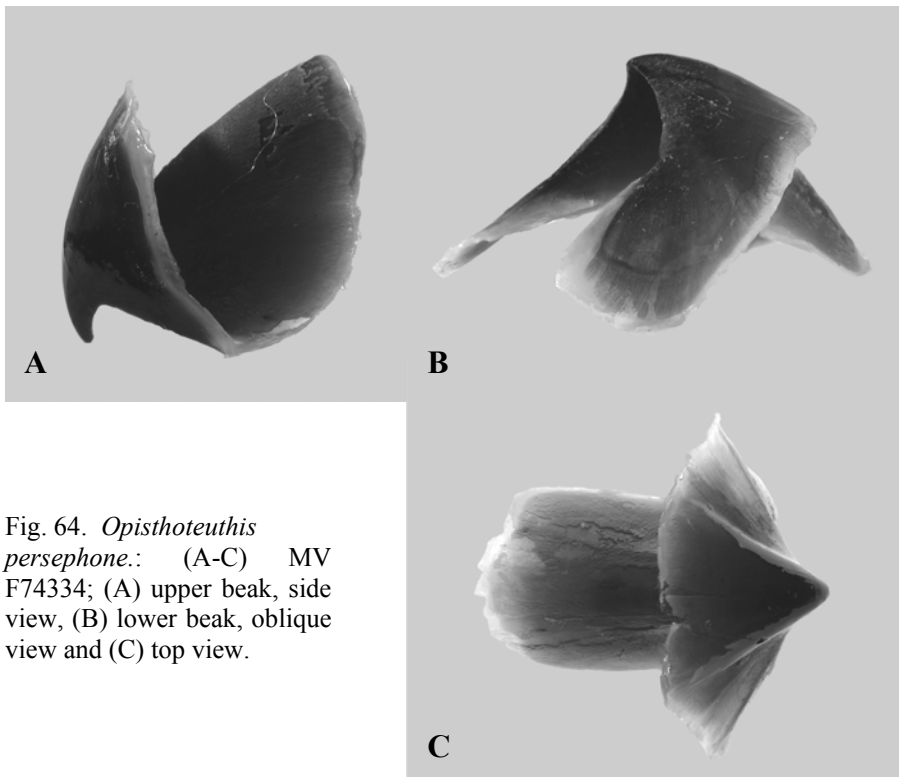 A
B
Fig. 64. Opisthoteuthis
persephone.: (A-C) MV
F74334; (A) upper beak, side
view, (B) lower beak, oblique
view and (C) top view.
C